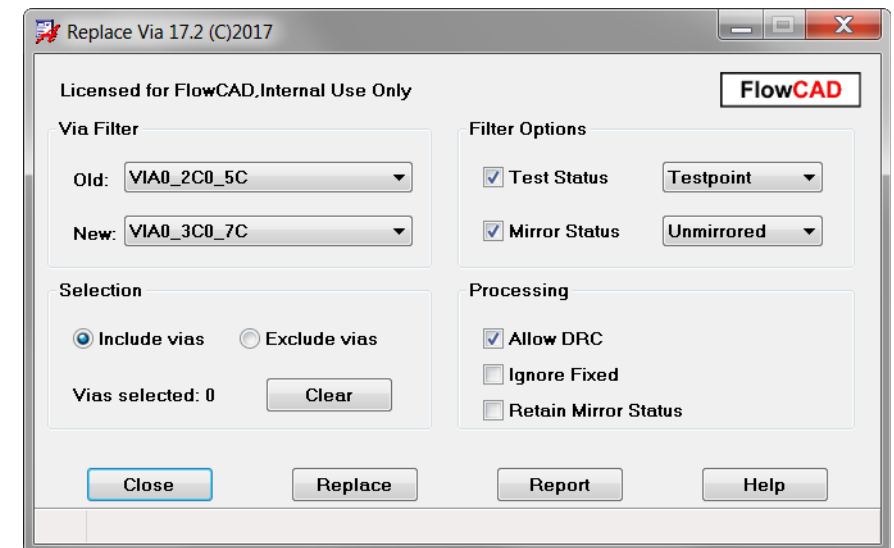 Replace Via 17.2 (C)2017
Licensed for FlowCAD,Internal Use Only
FlowCAD
Via Filter
Old: VIA0_2C0_5C
New: VIA0_3C0_7C
Filter Options
Test Status Testpoint
Mirror Status Unmirrored
Selection
Include vias Exclude vias
Vias selected: 0 Clear
Processing
Allow DRC
Ignore Fixed
Retain Mirror Status
Close Replace Report Help